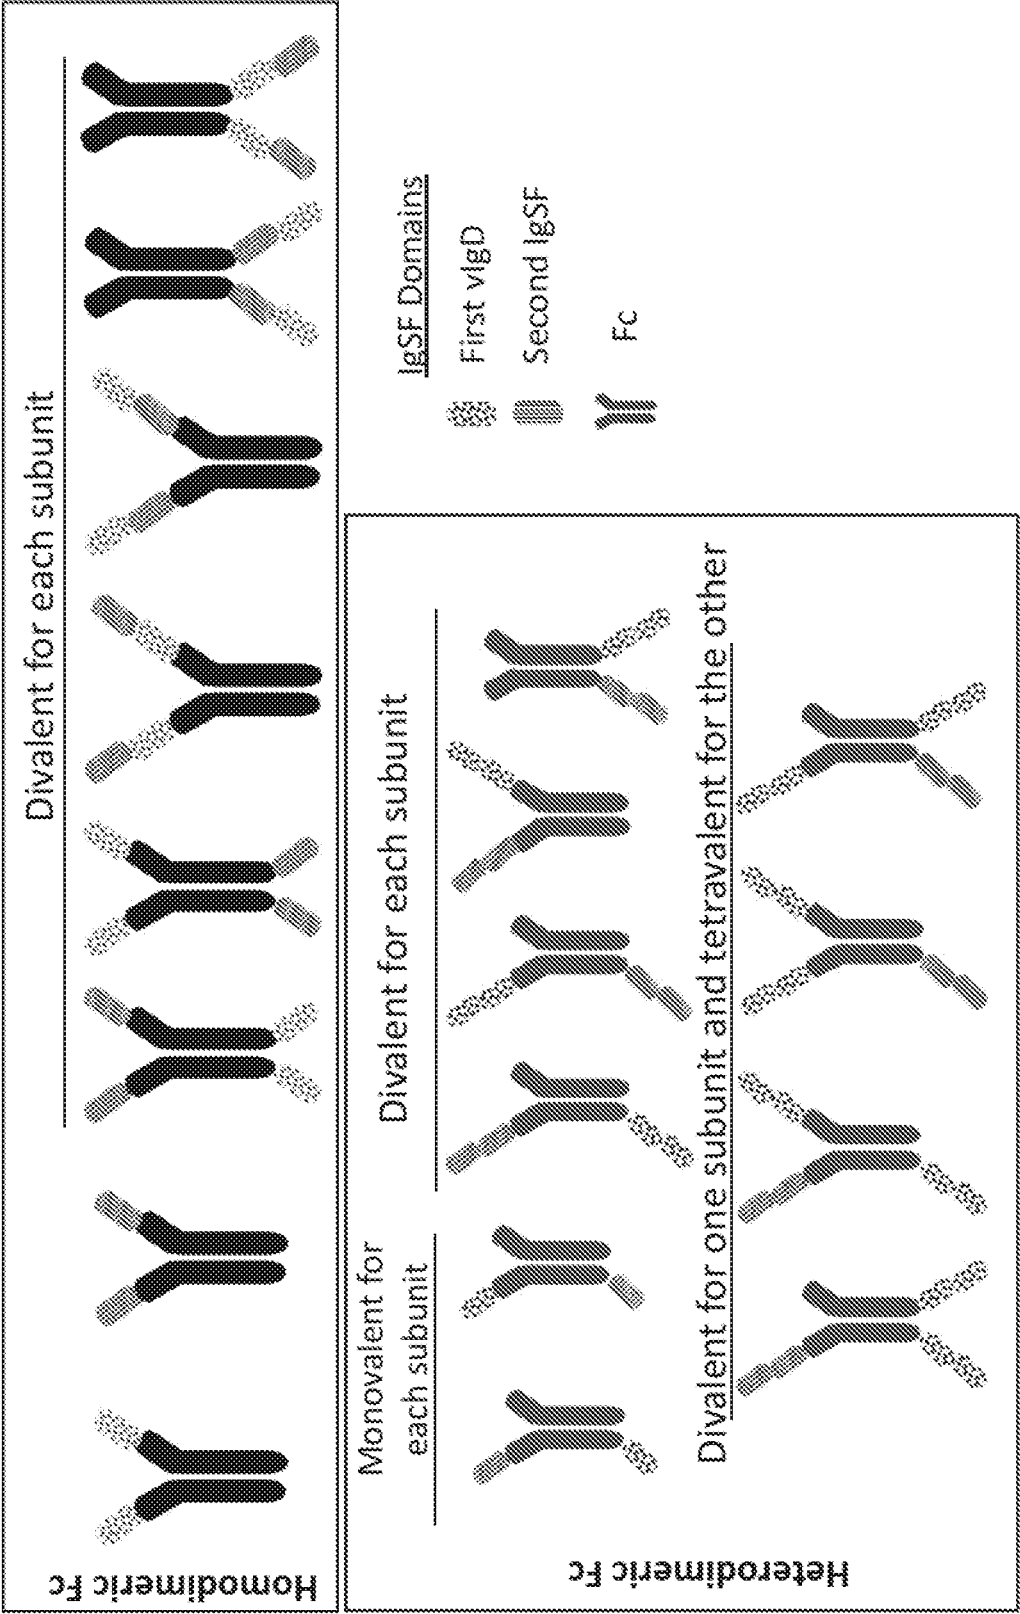 Homodimeric Fc
Divalent for each subunit
Heterodimeric Fc
Monovalent for
each subunit
Divalent for each subunit
Divalent for one subunit and tetravalent for the other
IgSF Domains
First vIgD
Second IgSF
Fc